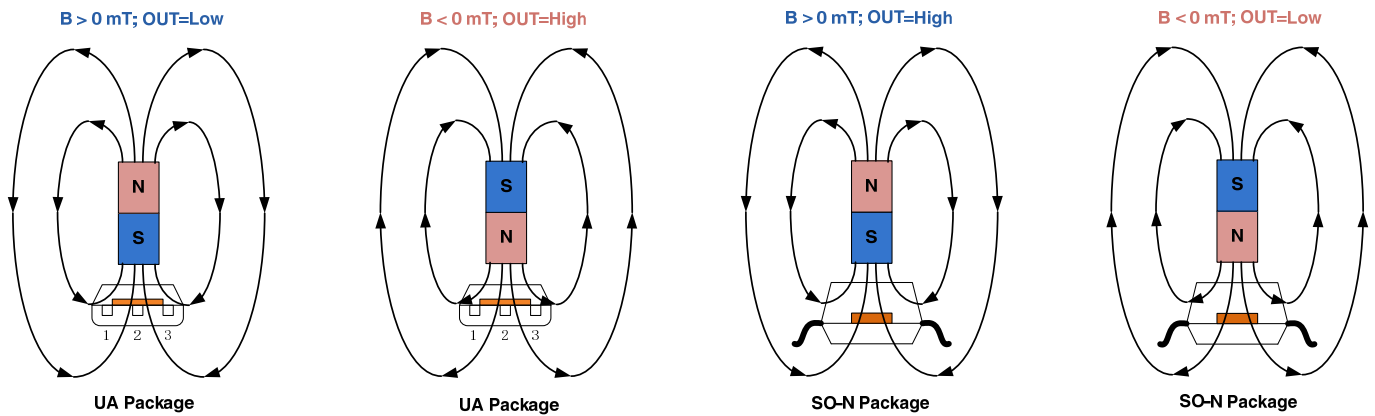 B > 0 mT; OUT=Low
B < 0 mT; OUT=High
B > 0 mT; OUT=High
B < 0 mT; OUT=Low
N
S
S
N
N
S
S
N
1 2 3
1 2 3
UA Package
UA Package
SO-N Package
SO-N Package